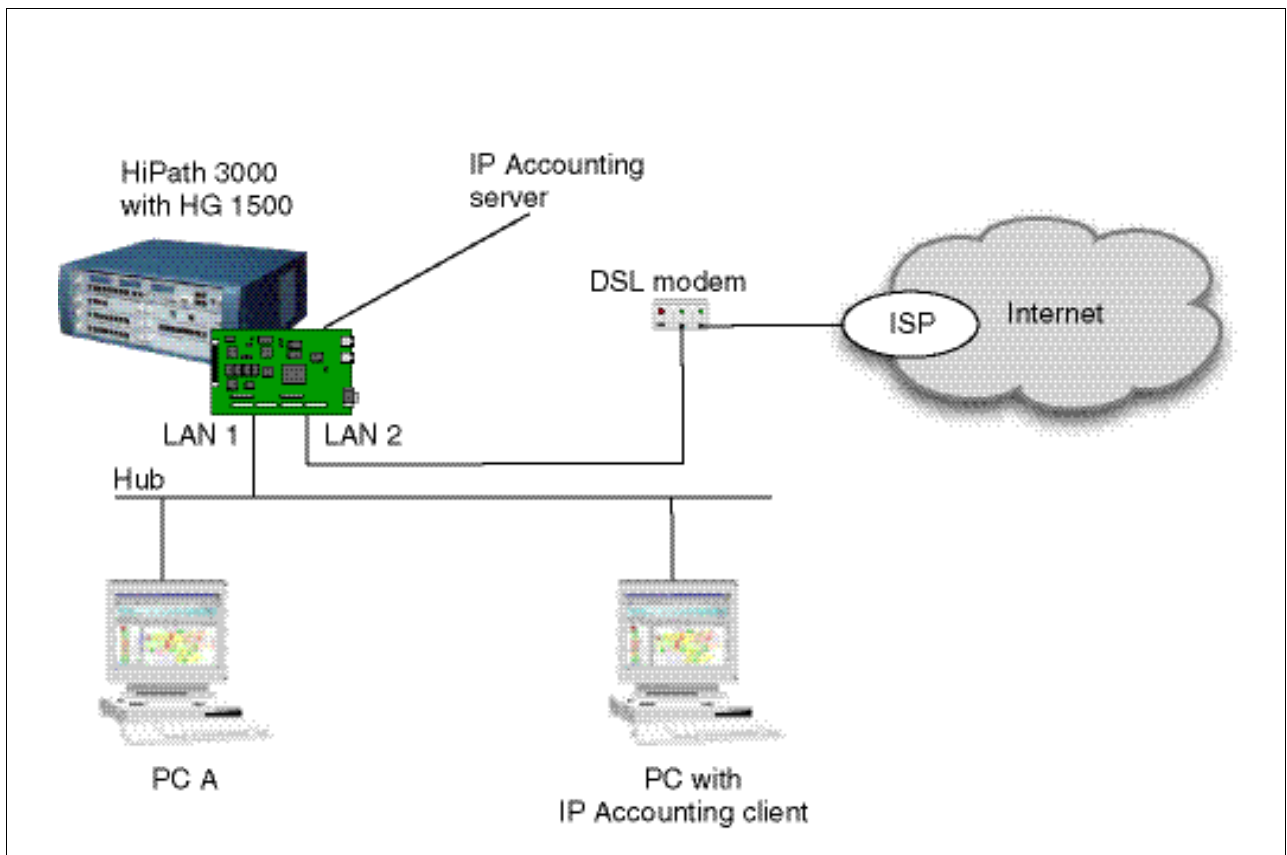 HiPath 3000
with HG 1500
IP Accounting
server
DSL modem
ISP
Internet
LAN 1
LAN 2
Hub
PC A
PC with
IP Accounting client